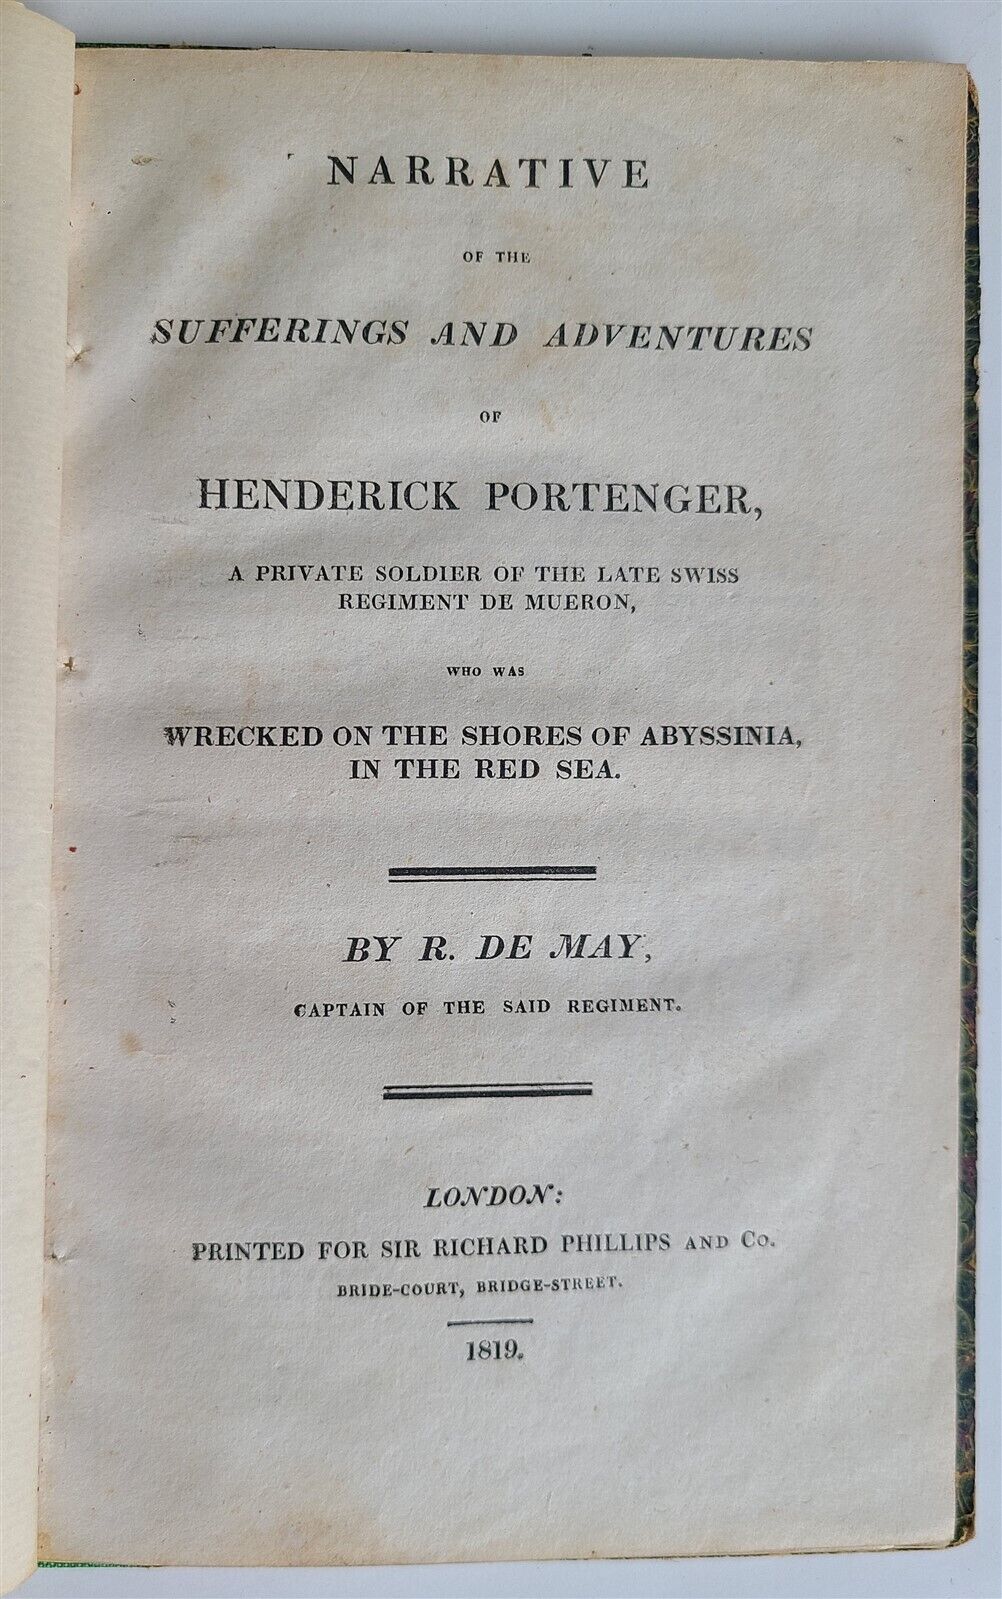 NARRATIVE
OF THE
SUFFERINGS AND ADVENTURES
OF
HENDERICK PORTENGER,
A PRIVATE SOLDIER OF THE LATE SWISS
REGIMENT DE MUERON,
WHO WAS
WRECKED ON THE SHORES OF ABYSSINIA,
IN THE RED SEA.
BY R. DE MAY,
CAPTAIN OF THE SAID REGIMENT.
LONDON:
PRINTED FOR SIR RICHARD PHILLIPS AND Co.
BRIDE-COURT, BRIDGE-STREET.
1819.